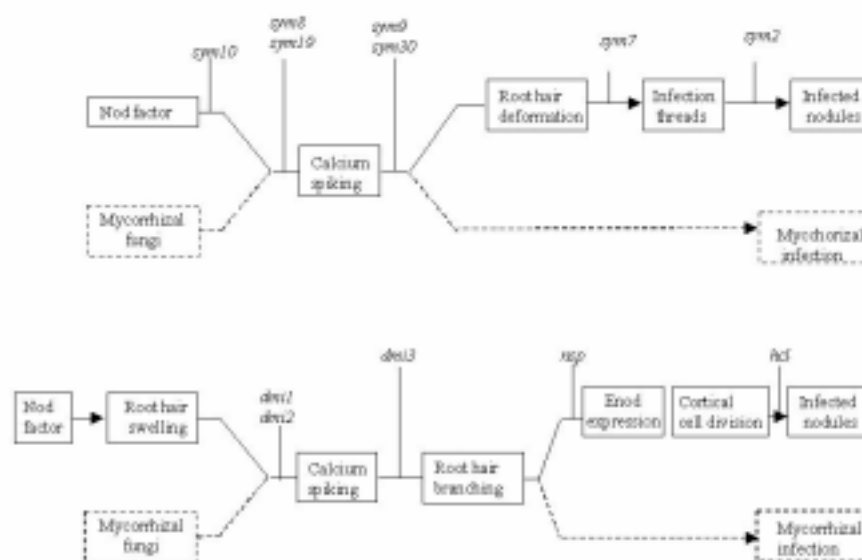 sym8
sym19
sym9
sym30
sym10
sym7
sym2
Nod factor
Root hair
deformation
Infection
threads
Infected
nodules
Calcium
spiking
Mycorrhizal
fungi
Mycchorizal
infection
dmi3
nsp
hcl
dmi1
dmi2
Nod
factor
Root hair
swelling
Enod
expression
Cortical
cell division
Infected
nodules
Calcium
spiking
Root hair
branching
Mycorrhizal
fungi
Mycorrhizal
infection